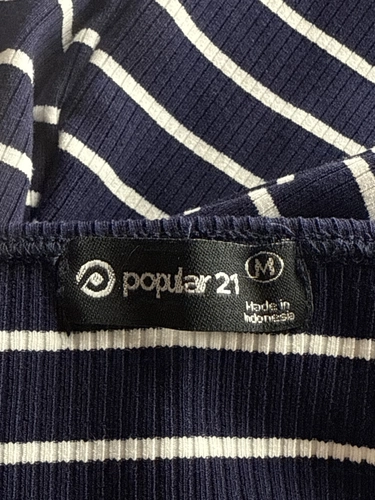 popular 21
M
Made in
Indonesia